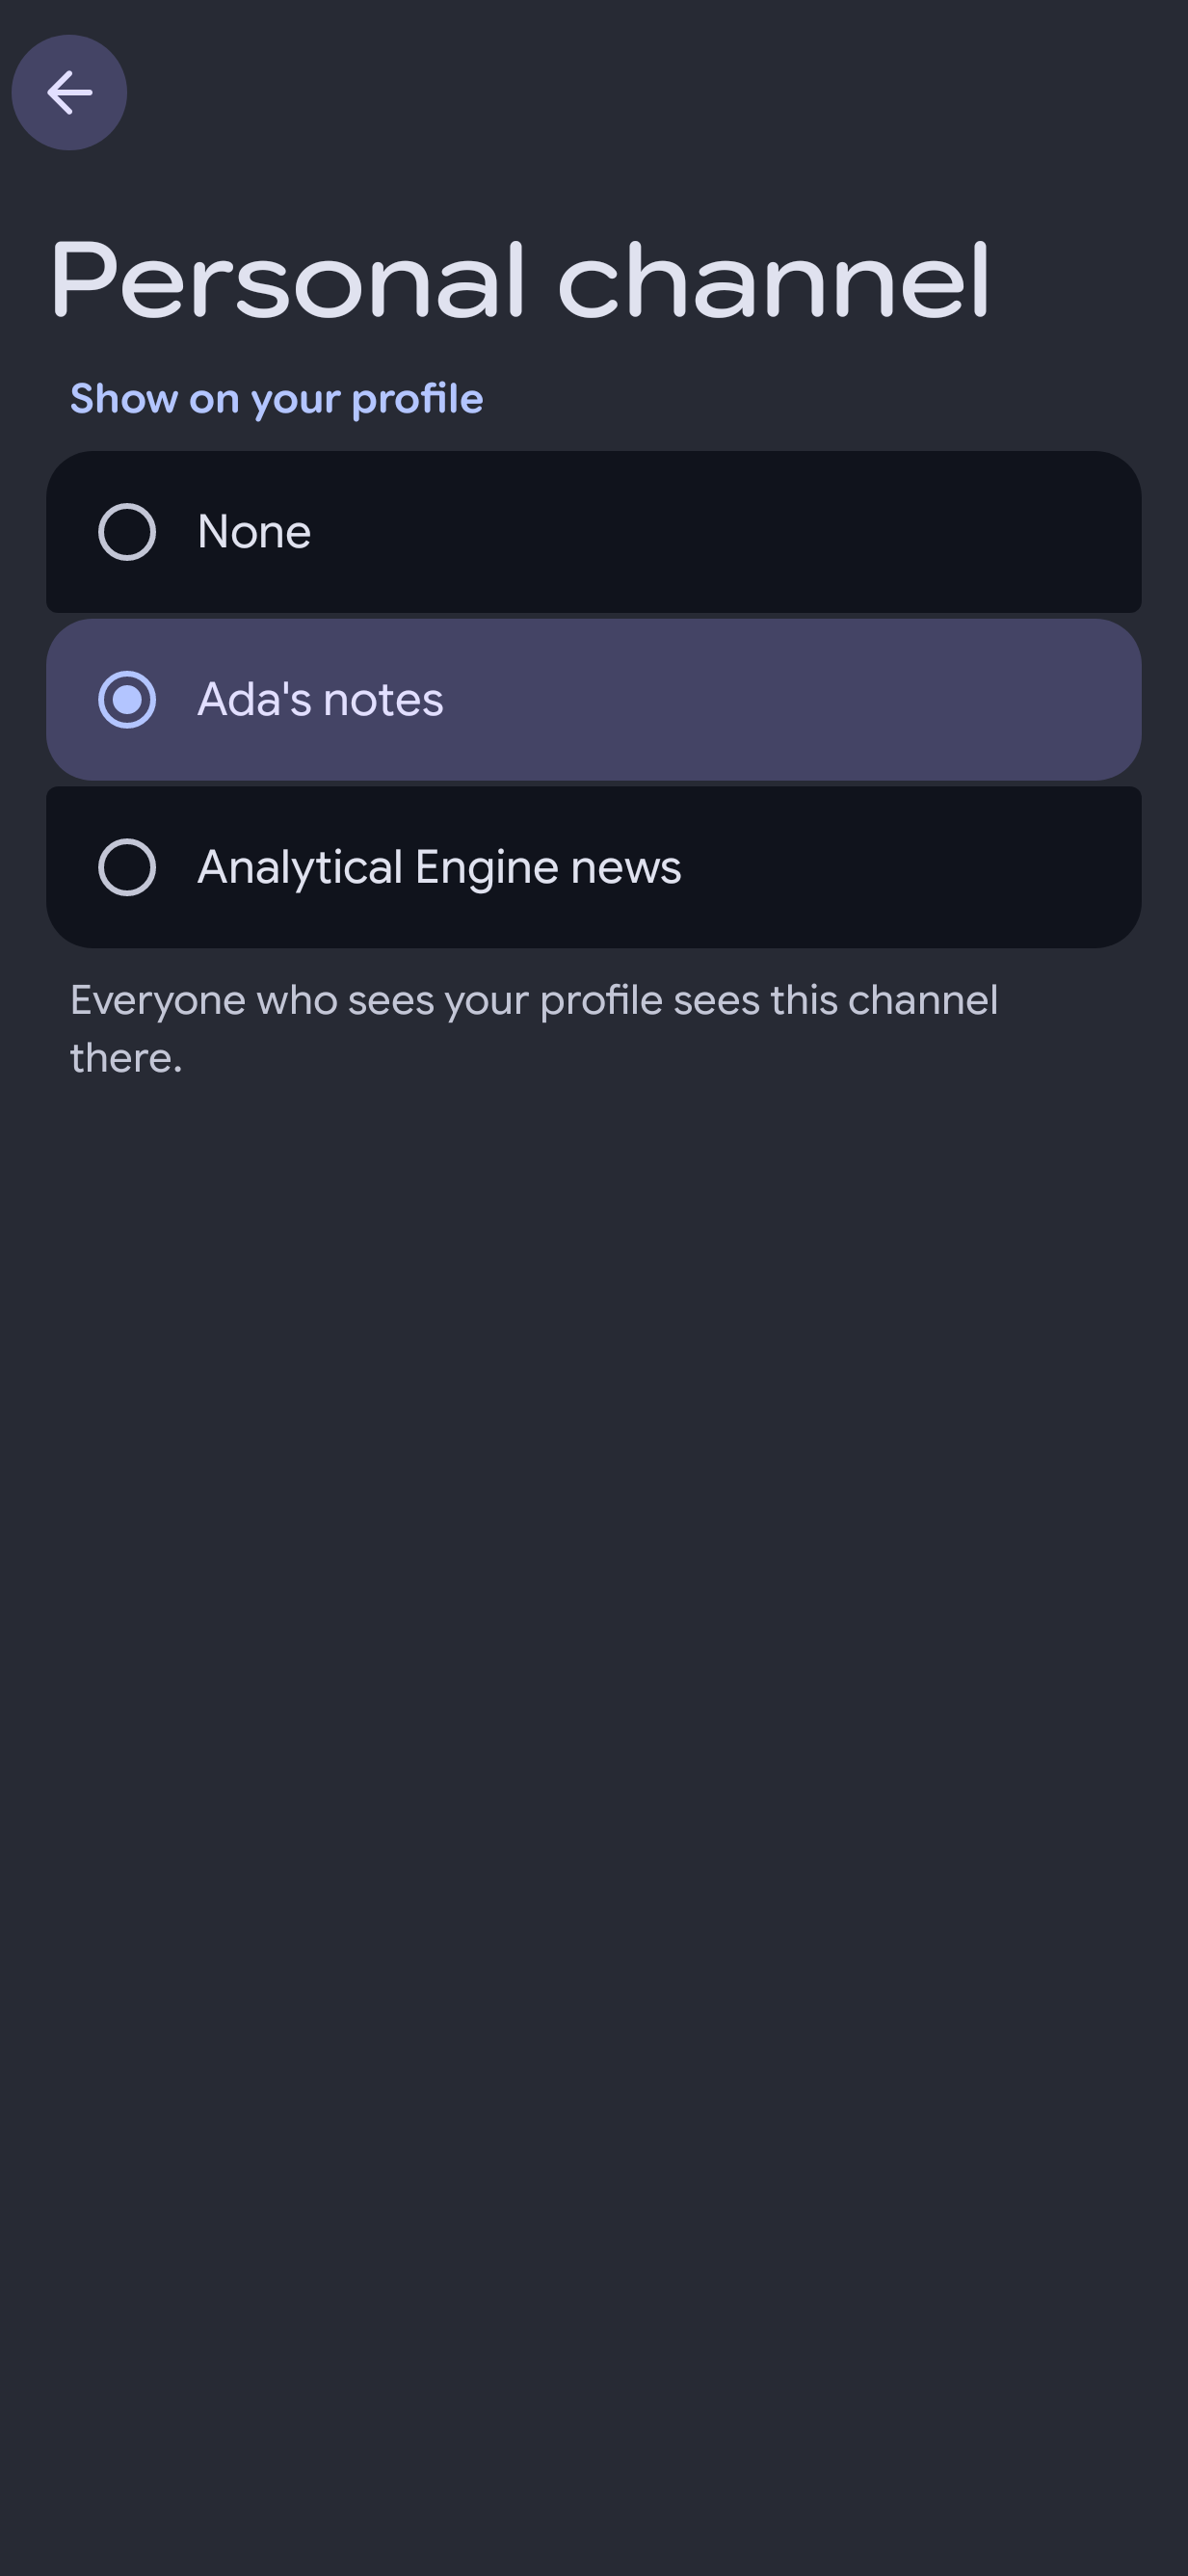 Personal channel
Show on your profile
None
Ada's notes
Analytical Engine news
Everyone who sees your profile sees this channel
there.